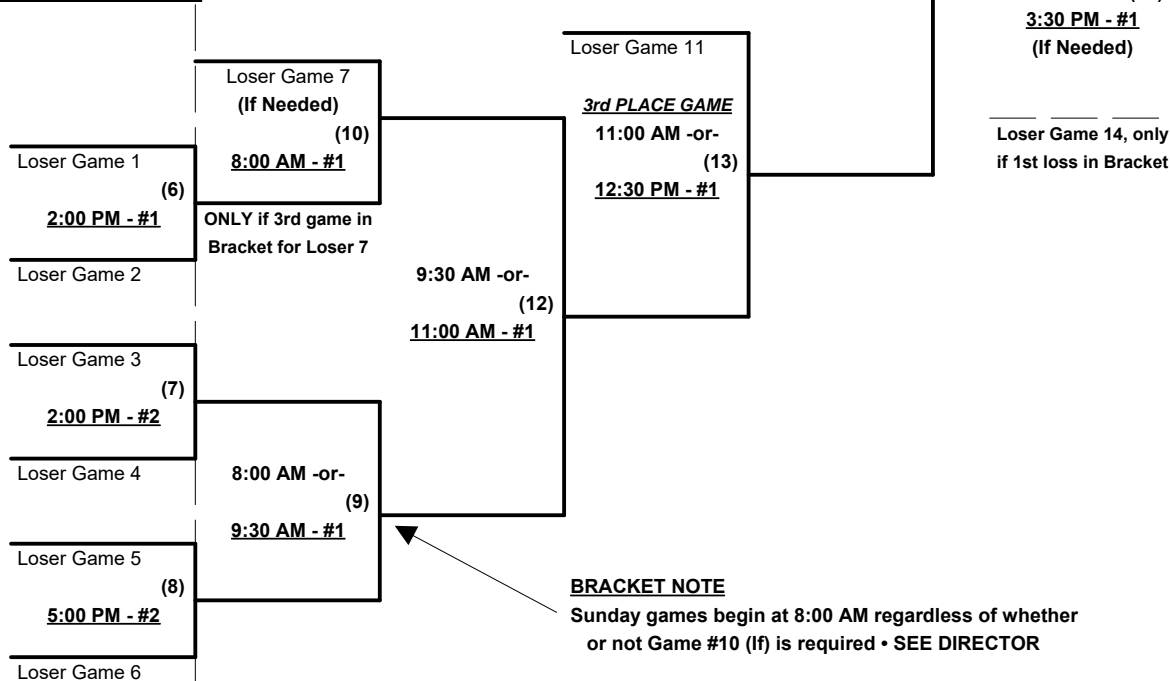 3:30 PM - #1
(If Needed)
Loser Game 11
Loser Game 7
(If Needed)
(10)
8:00 AM - #1
3rd PLACE GAME
11:00 AM -or-
(13)
12:30 PM - #1
Loser Game 14, only
if 1st loss in Bracket
Loser Game 1
(6)
2:00 PM - #1
Loser Game 2
ONLY if 3rd game in
Bracket for Loser 7
9:30 AM -or-
(12)
11:00 AM - #1
Loser Game 3
(7)
2:00 PM - #2
Loser Game 4
8:00 AM -or-
(9)
9:30 AM - #1
Loser Game 5
(8)
5:00 PM - #2
Loser Game 6
BRACKET NOTE
Sunday games begin at 8:00 AM regardless of whether
or not Game #10 (If) is required • SEE DIRECTOR